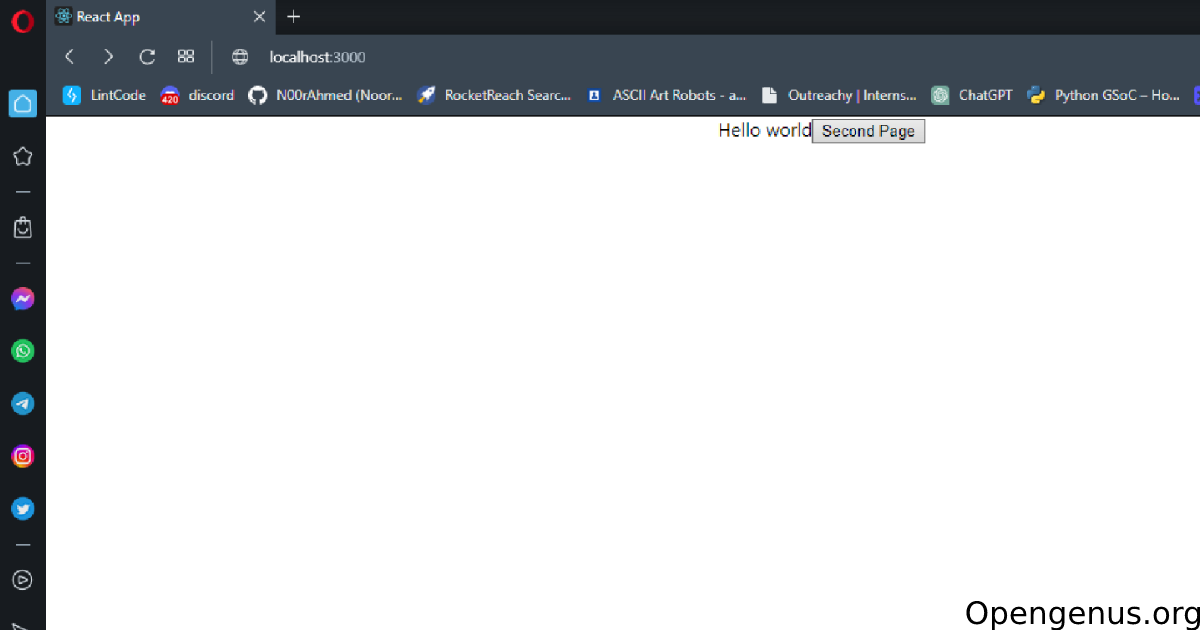 React App
localhost:3000
LintCode
420
discord
N00rAhmed (Noor...
RocketReach Searc...
ASCII Art Robots - a...
Outreachy | Interns...
ChatGPT
Python GSoC – Ho...
Hello world
Second Page
Opengenus.org